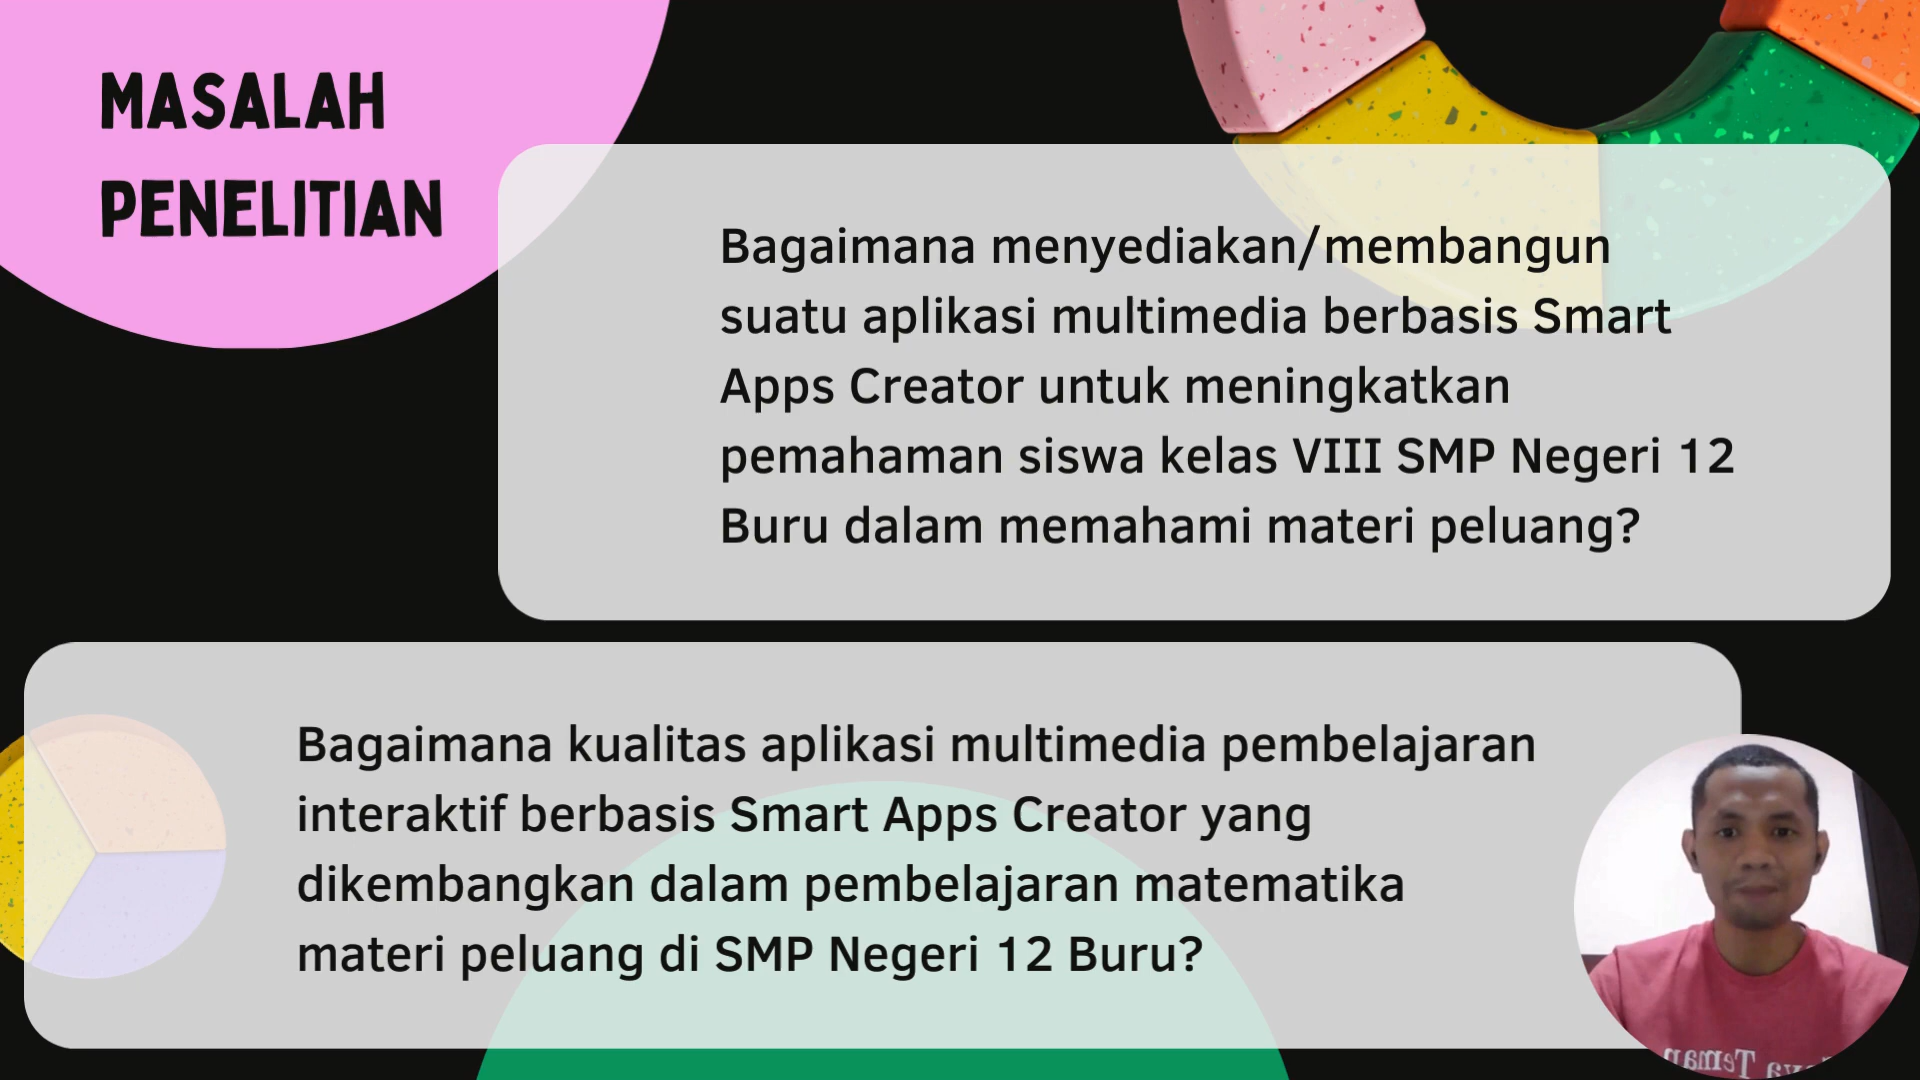 MASALAH
PENELITIAN
Bagaimana menyediakan/membangun
suatu aplikasi multimedia berbasis Smart
Apps Creator untuk meningkatkan
pemahaman siswa kelas VIII SMP Negeri 12
Buru dalam memahami materi peluang?
Bagaimana kualitas aplikasi multimedia pembelajaran
interaktif berbasis Smart Apps Creator yang
dikembangkan dalam pembelajaran matematika
materi peluang di SMP Negeri 12 Buru?